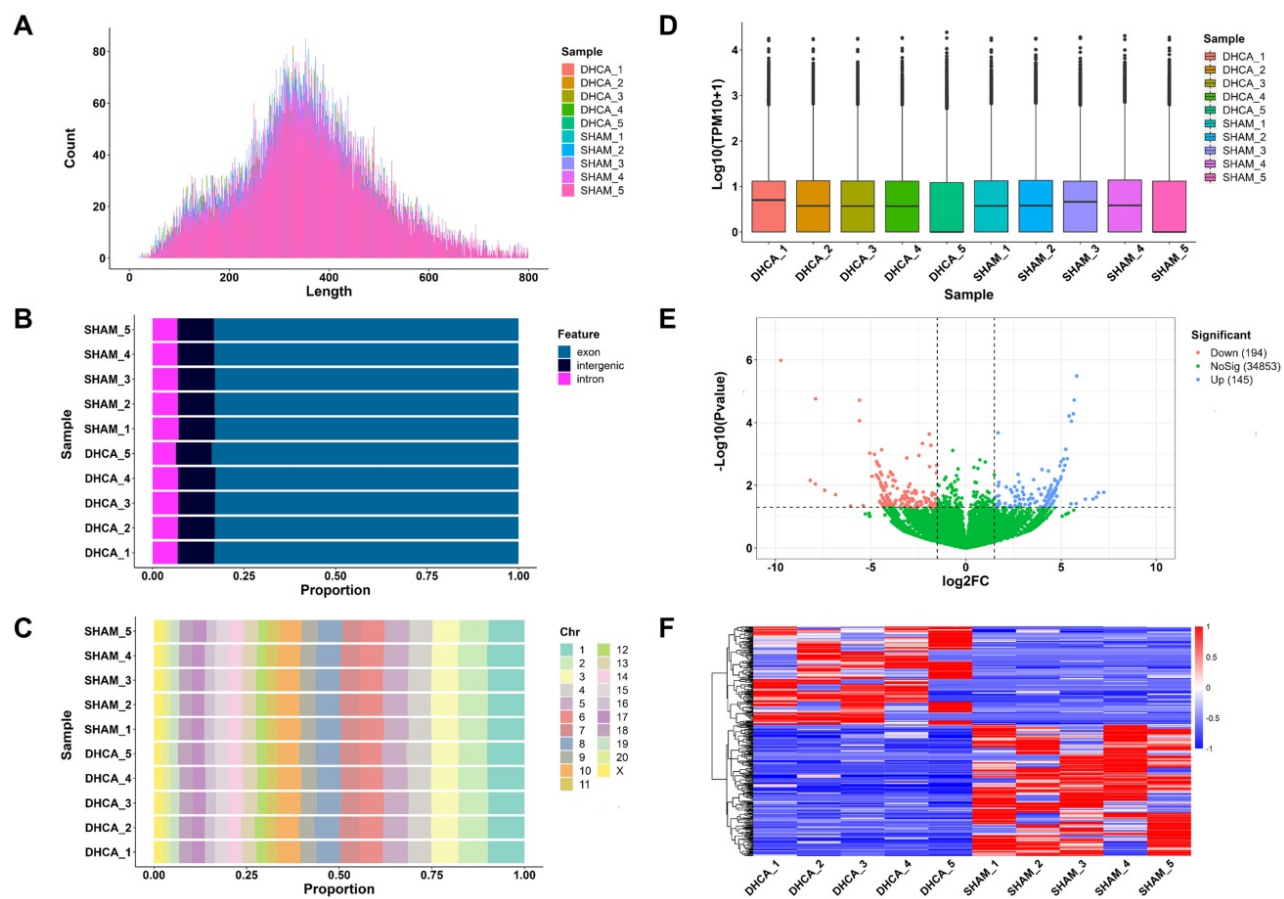 A
Count
80
60
40
20
0
0
200
400
600
800
Length
Sample
DHCA_1
DHCA_2
DHCA_3
DHCA_4
DHCA_5
SHAM_1
SHAM_2
SHAM_3
SHAM_4
SHAM_5
B
Sample
SHAM_5
SHAM_4
SHAM_3
SHAM_2
SHAM_1
DHCA_5
DHCA_4
DHCA_3
DHCA_2
DHCA_1
0.00
0.25
0.50
0.75
1.00
Proportion
Feature
exon
intergenic
intron
C
Sample
SHAM_5
SHAM_4
SHAM_3
SHAM_2
SHAM_1
DHCA_5
DHCA_4
DHCA_3
DHCA_2
DHCA_1
0.00
0.25
0.50
0.75
1.00
Proportion
Chr
1
2
3
4
5
6
7
8
9
10
11
12
13
14
15
16
17
18
19
20
X
D
Log10(TPM10+1)
4
3
2
1
0
DHCA_1
DHCA_2
DHCA_3
DHCA_4
DHCA_5
SHAM_1
SHAM_2
SHAM_3
SHAM_4
SHAM_5
Sample
Sample
DHCA_1
DHCA_2
DHCA_3
DHCA_4
DHCA_5
SHAM_1
SHAM_2
SHAM_3
SHAM_4
SHAM_5
E
-Log10(Pvalue)
6
4
2
0
-10
-5
0
5
10
log2FC
Significant
Down (194)
NoSig (34853)
Up (145)
F
1
0.5
0
-0.5
-1
DHCA_1
DHCA_2
DHCA_3
DHCA_4
DHCA_5
SHAM_1
SHAM_2
SHAM_3
SHAM_4
SHAM_5